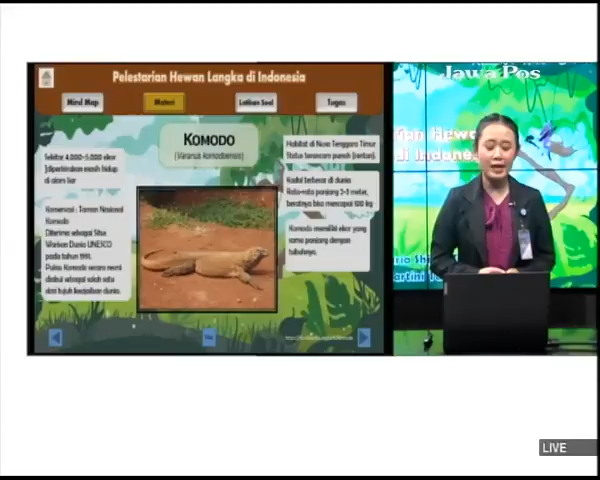 Pelestarian Hewan Langka di Indonesia
Mind Map
Materi
Latihan Soal
Tugas
KOMODO
(Varanus komodoensis)
Sekitar 4.000-5.000 ekor
diperkirakan masih hidup
di alam liar
Konservasi : Taman Nasional
Komodo
Diterima sebagai Situs
Warisan Dunia UNESCO
pada tahun 1991.
Pulau Komodo secara resmi
diakui sebagai salah satu
dari tujuh keajaiban dunia.
Habitat di Nusa Tenggara Timur
Status terancam punah (rentan).
Kadal terbesar di dunia
Rata-rata panjang 2-3 meter,
beratnya bisa mencapai 100 kg
Komodo memiliki ekor yang
sama panjang dengan
tubuhnya.
Jawa Pos
an Hewa
di Indone
LIVE